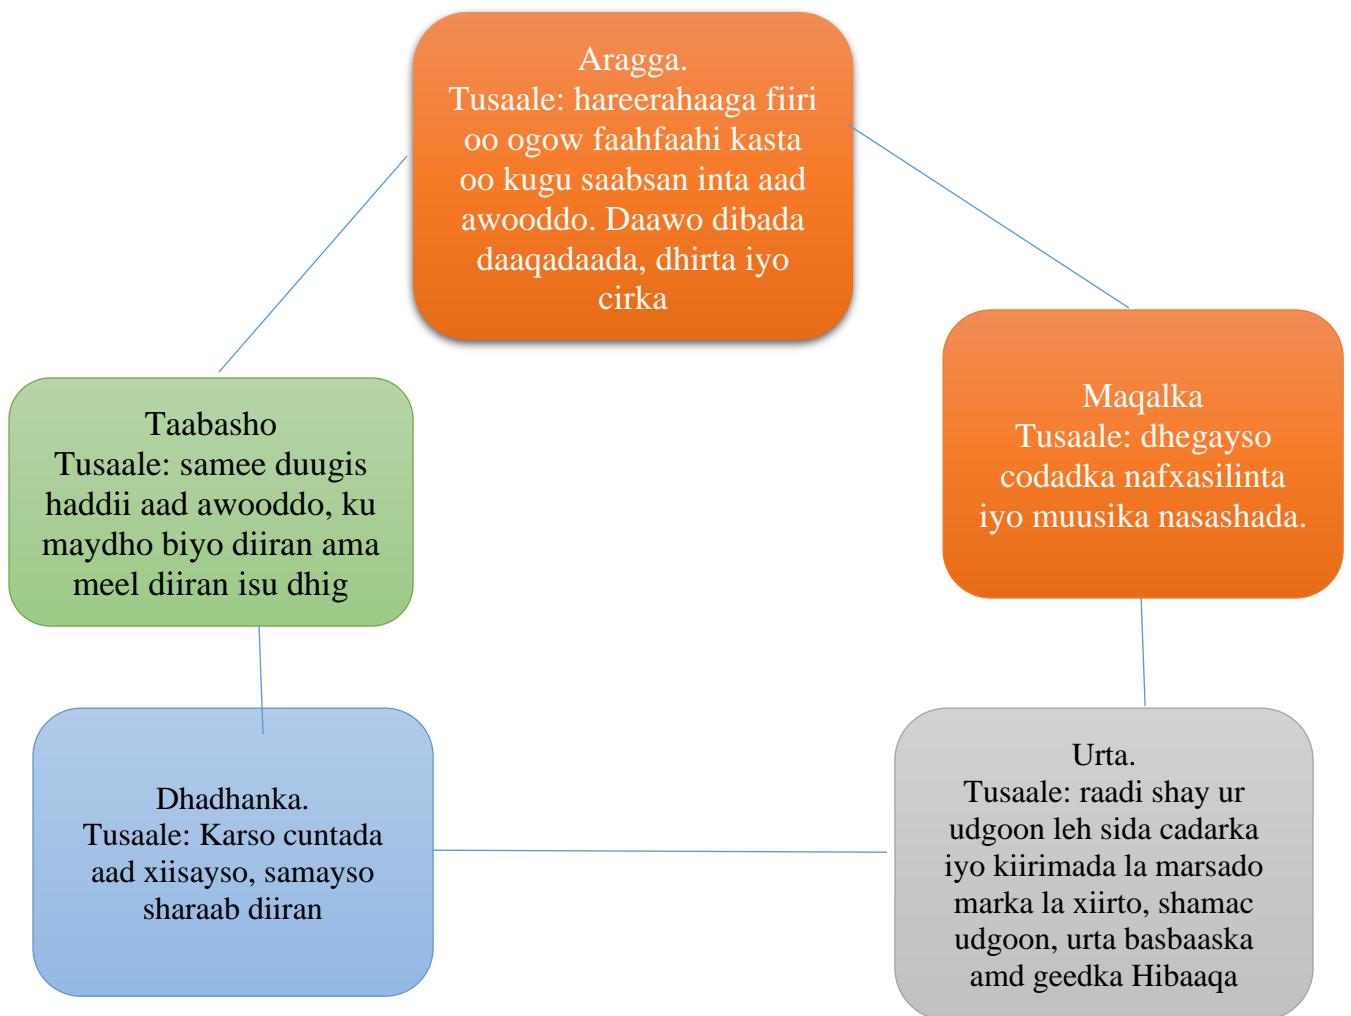 Aragga.
Tusaale: hareerahaaga fiiri
oo ogow faahfaahi kasta
oo kugu saabsan inta aad
awooddo. Daawo dibada
daaqadaada, dhirta iyo
cirka
Maqalka
Tusaale: dhegayso
codadka nafxasilinta
iyo muusika nasashada.
Taabasho
Tusaale: samee duugis
haddii aad awooddo, ku
maydho biyo diiran ama
meel diiran isu dhig
Dhadhanka.
Tusaale: Karso cuntada
aad xiisayso, samayso
sharaab diiran
Urta.
Tusaale: raadi shay ur
udgoon leh sida cadarka
iyo kiirimada la marsado
marka la xiirto, shamac
udgoon, urta basbaaska
amd geedka Hibaaqa